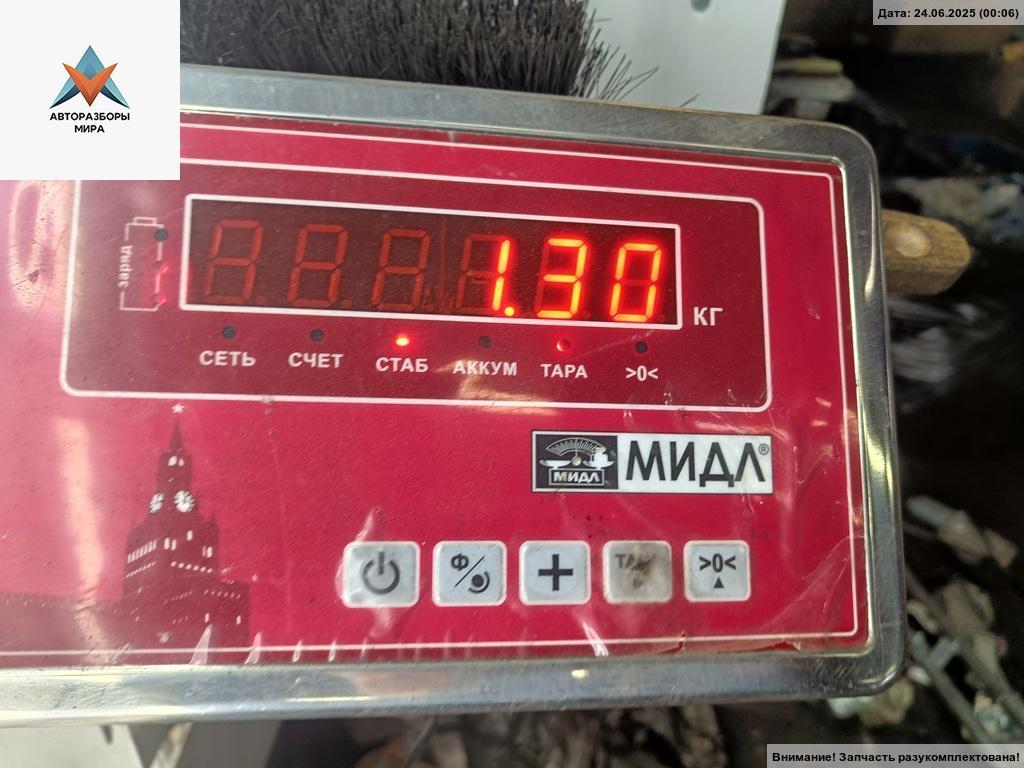 Дата: 24.06.2025 (00:06)
АВТОРАЗБОРЫ
МИРА
заряд
1.30
КГ
СЕТЬ СЧЕТ СТАБ АККУМ ТАРА >0<
МИДЛ МИДЛ®
Ф/ + >0<
Внимание! Запчасть разукомплектована!